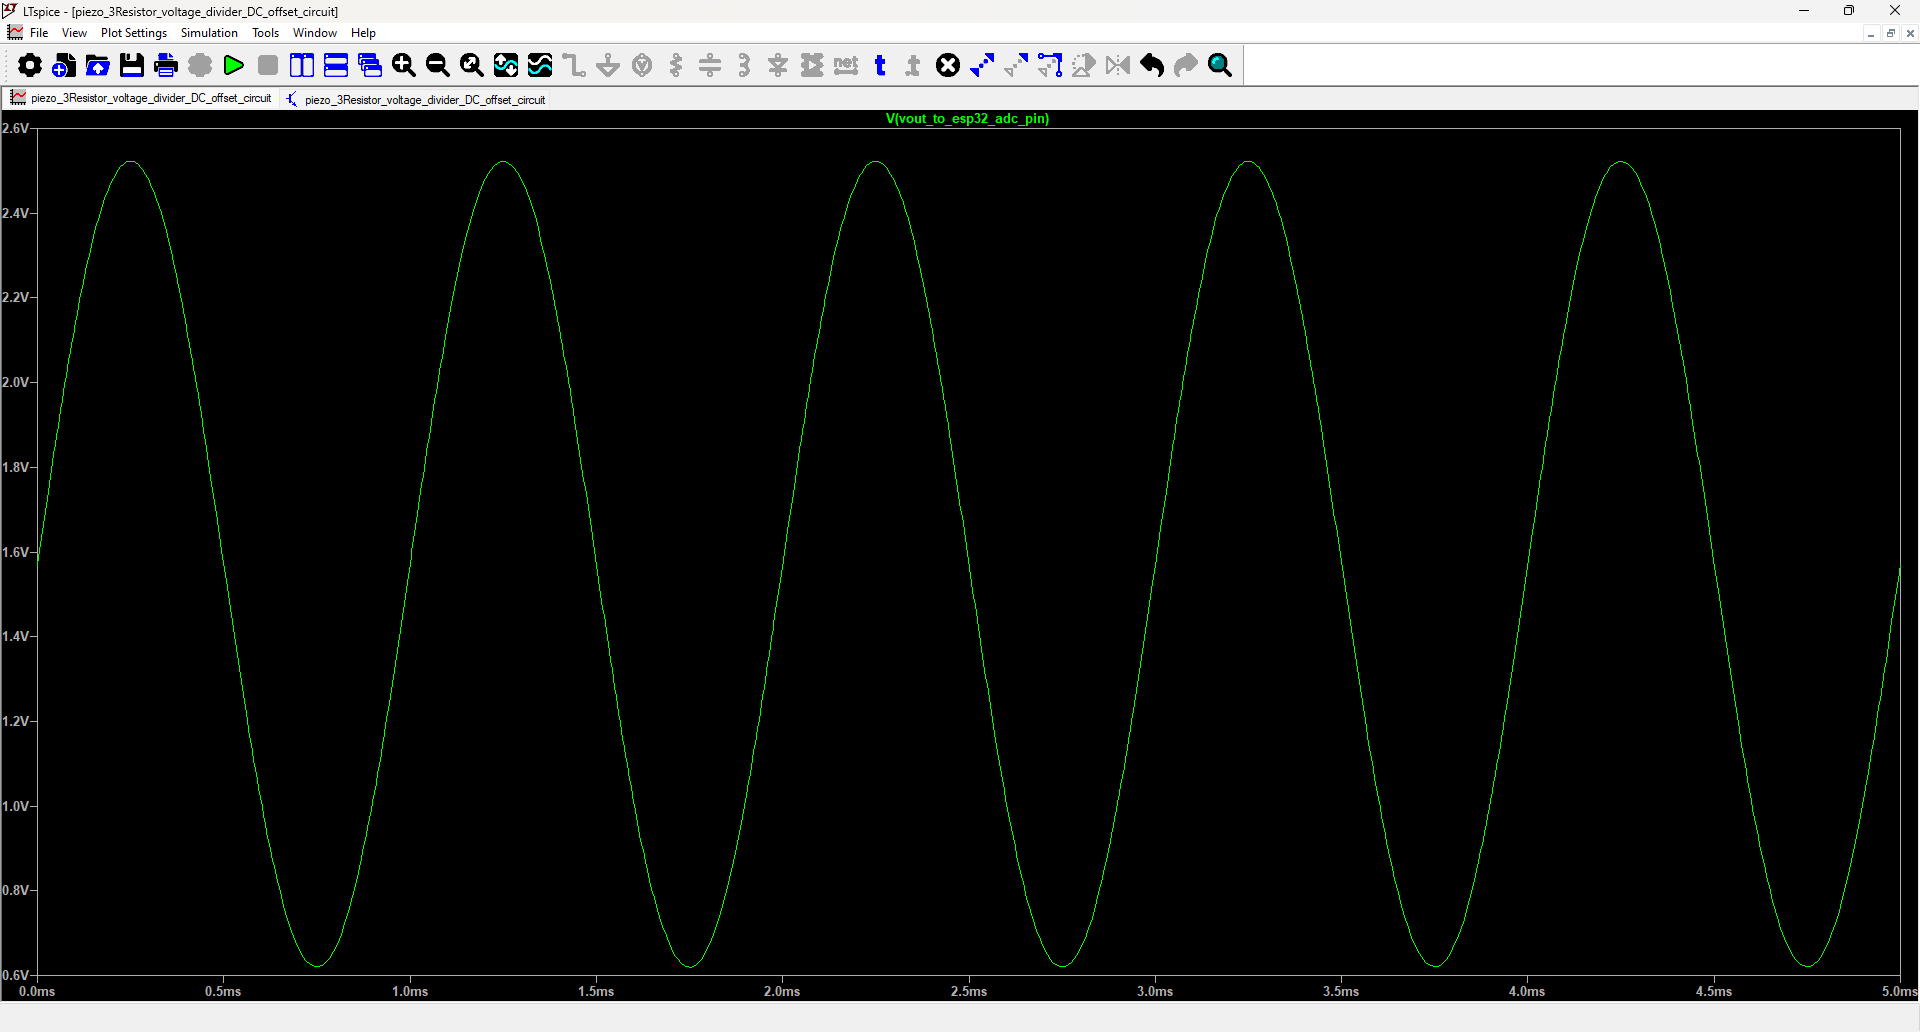 LTspice - [piezo_3Resistor_voltage_divider_DC_offset_circuit]
File View Plot Settings Simulation Tools Window Help
net t t
piezo_3Resistor_voltage_divider_DC_offset_circuit piezo_3Resistor_voltage_divider_DC_offset_circuit
V(vout_to_esp32_adc_pin)
2.6V
2.4V
2.2V
2.0V
1.8V
1.6V
1.4V
1.2V
1.0V
0.8V
0.6V
0.0ms 0.5ms 1.0ms 1.5ms 2.0ms 2.5ms 3.0ms 3.5ms 4.0ms 4.5ms 5.0ms